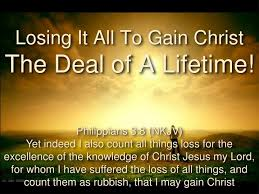 Losing It All To Gain Christ
The Deal of A Lifetime!
Philippians 3:8 (NKJV)
Yet indeed I also count all things loss for the
excellence of the knowledge of Christ Jesus my Lord,
for whom I have suffered the loss of all things, and
count them as rubbish, that I may gain Christ